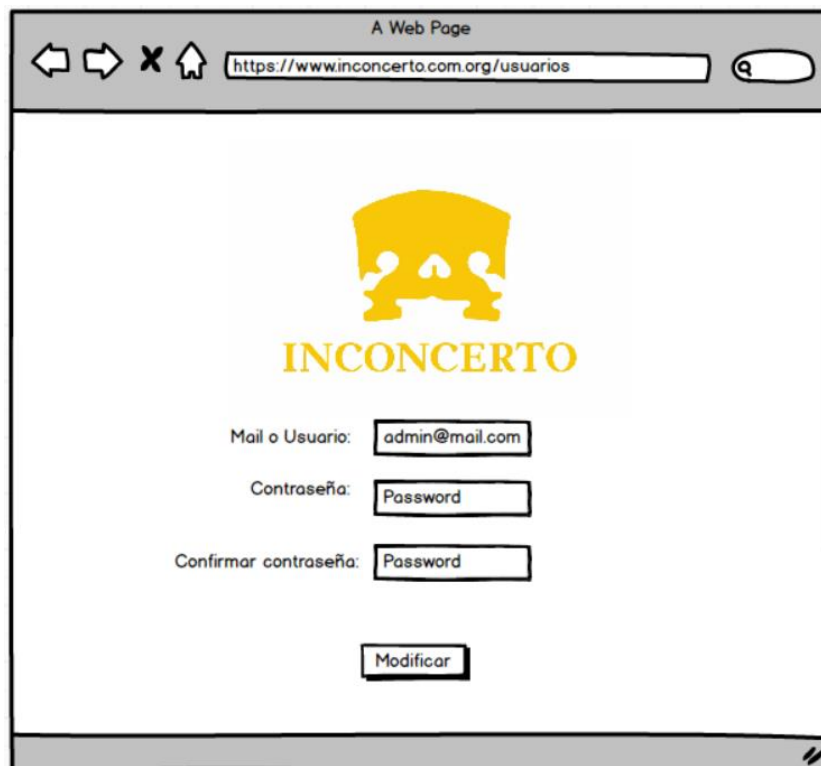 A Web Page
https://www.inconcerto.com.org/usuarios
INCONCERTO
Mail o Usuario: admin@mail.com
Contraseña: Password
Confirmar contraseña: Password
Modificar